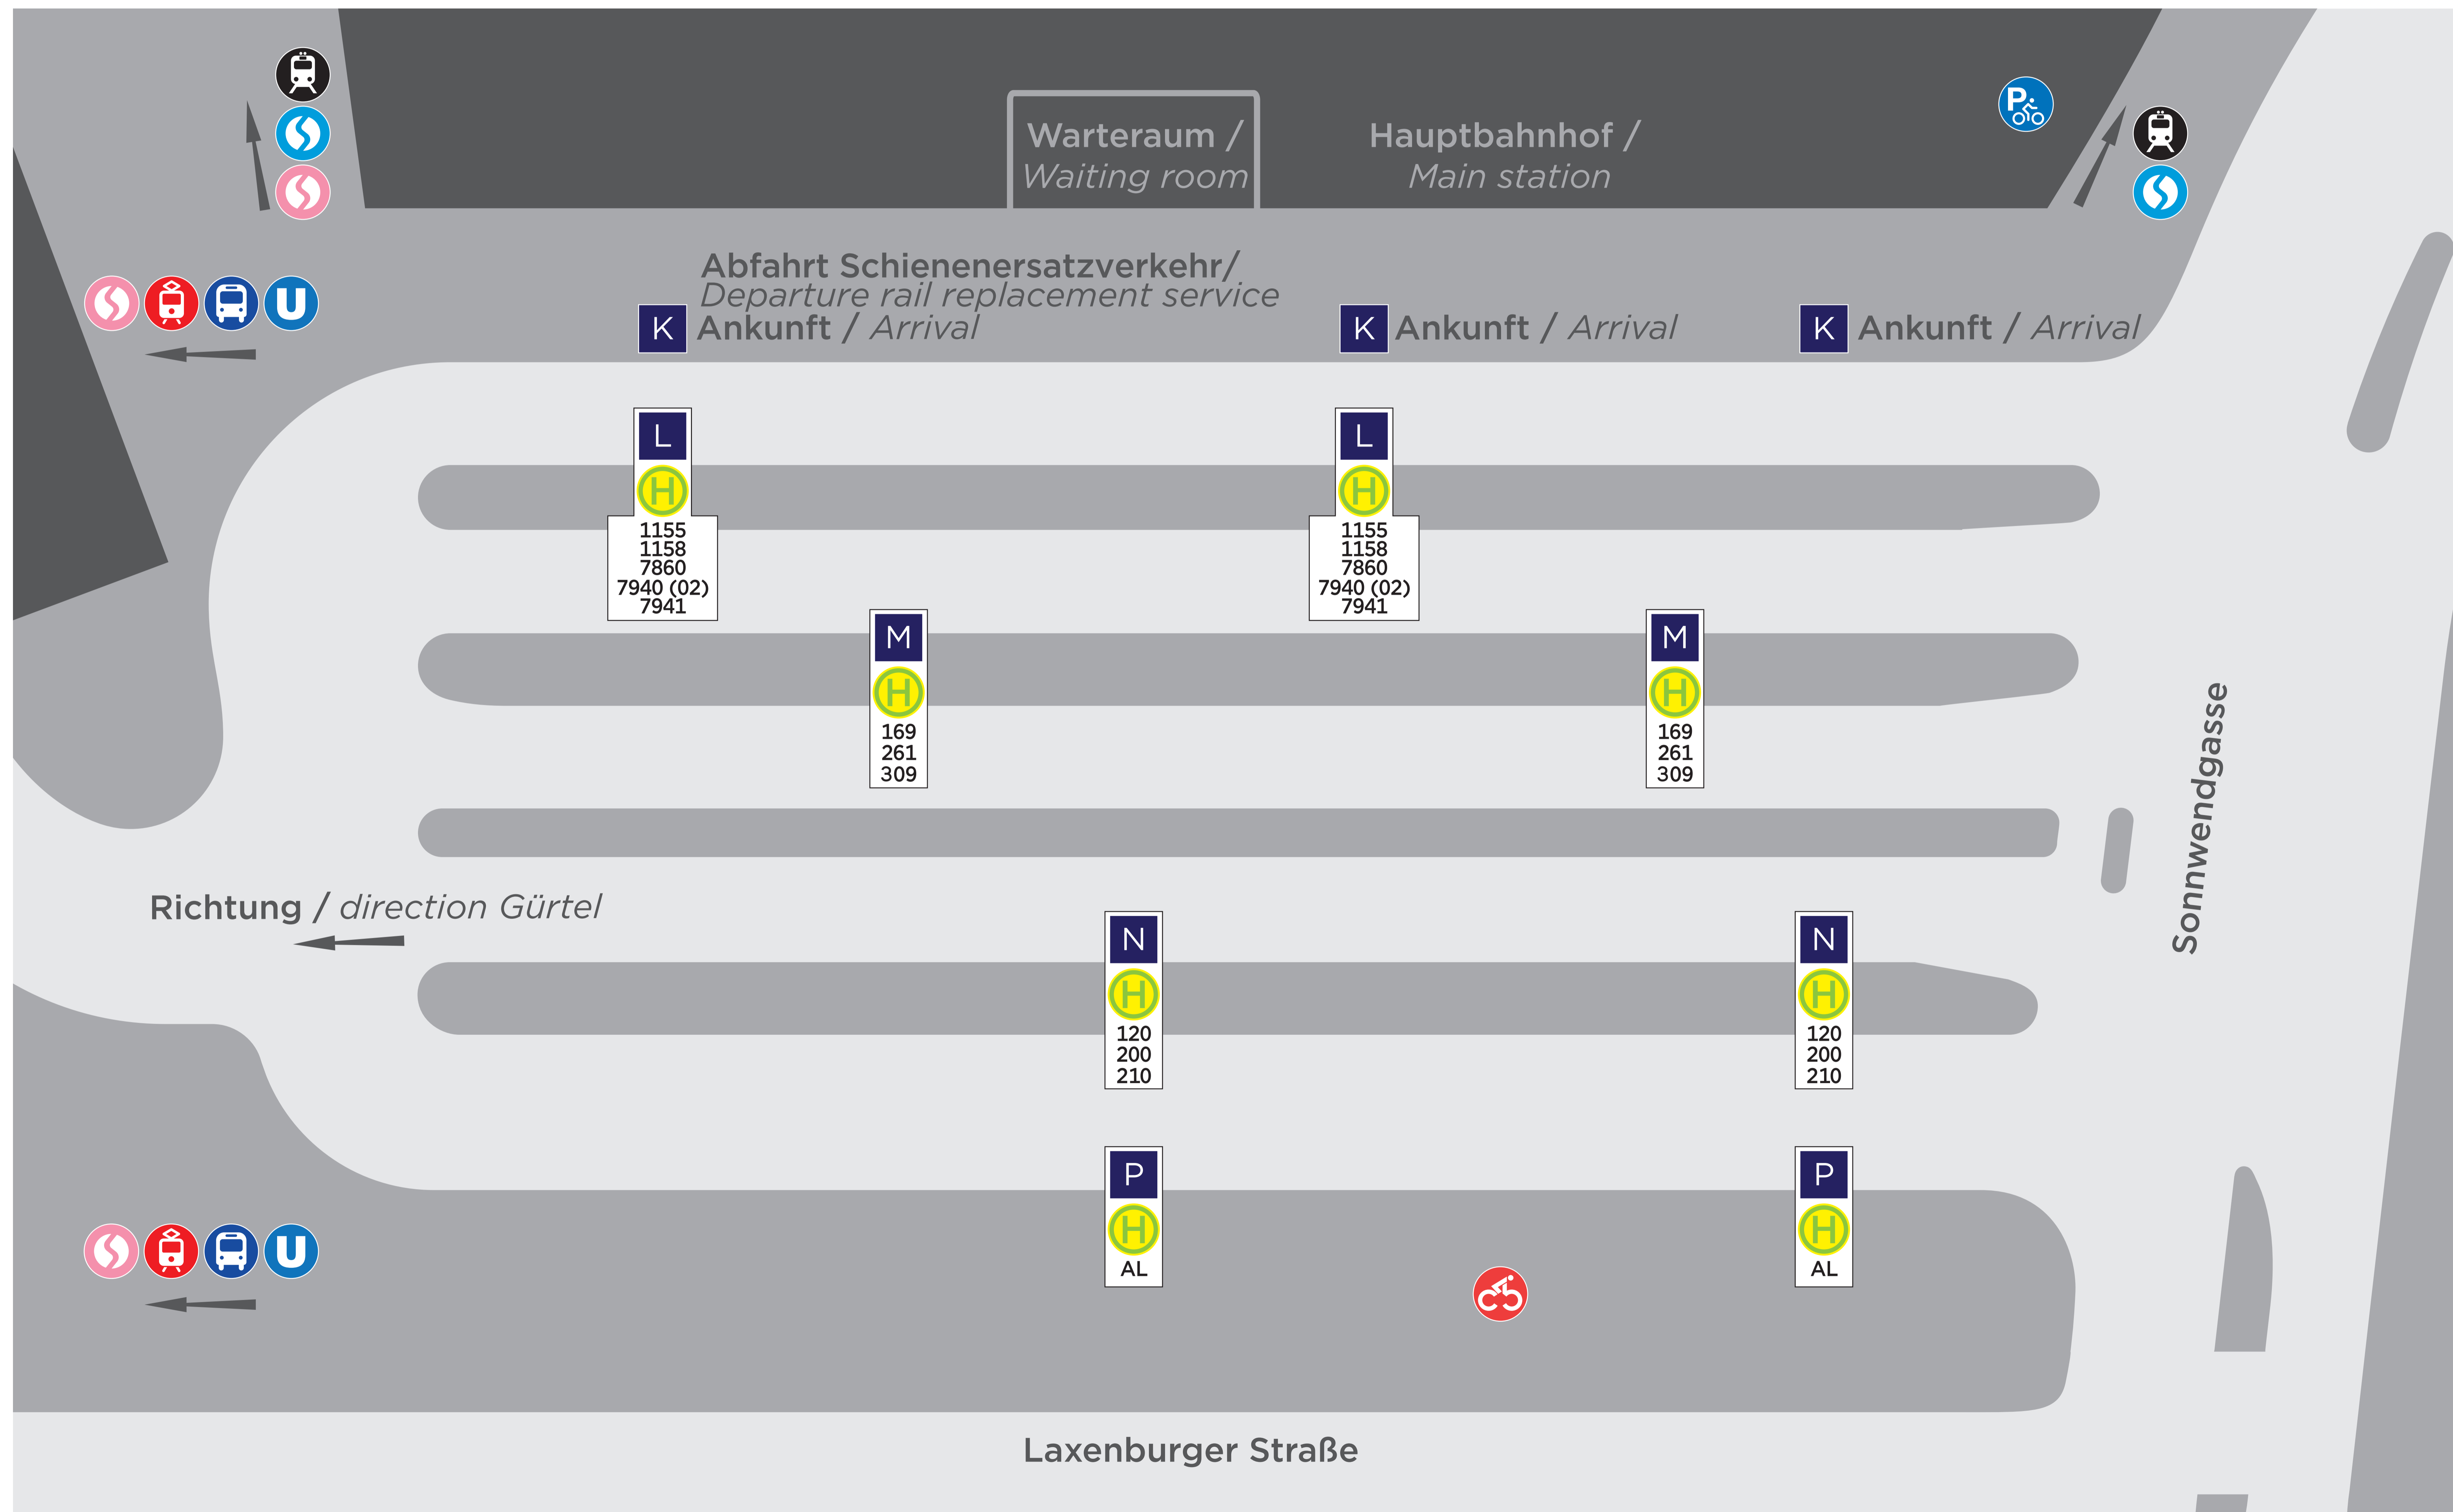 P
Warteraum /
Waiting room
Hauptbahnhof /
Main station
Abfahrt Schienenersatzverkehr/
Departure rail replacement service
K Ankunft / Arrival
K Ankunft / Arrival
K Ankunft / Arrival
U
L
H
1155
1158
7860
7940 (02)
7941
L
H
1155
1158
7860
7940 (02)
7941
M
H
169
261
309
M
H
169
261
309
Sonnwendgasse
Richtung / direction Gürtel
N
H
120
200
210
N
H
120
200
210
P
H
AL
P
H
AL
U
Laxenburger Straße